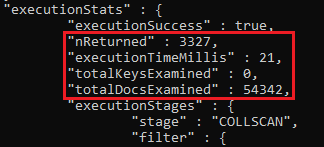 "executionStats" : {
"executionSuccess" : true,
"nReturned" : 3327,
"executionTimeMillis" : 21,
"totalKeysExamined" : 0,
"totalDocsExamined" : 54342,
"executionStages" : {
"stage" : "COLLSCAN",
"filter" : {